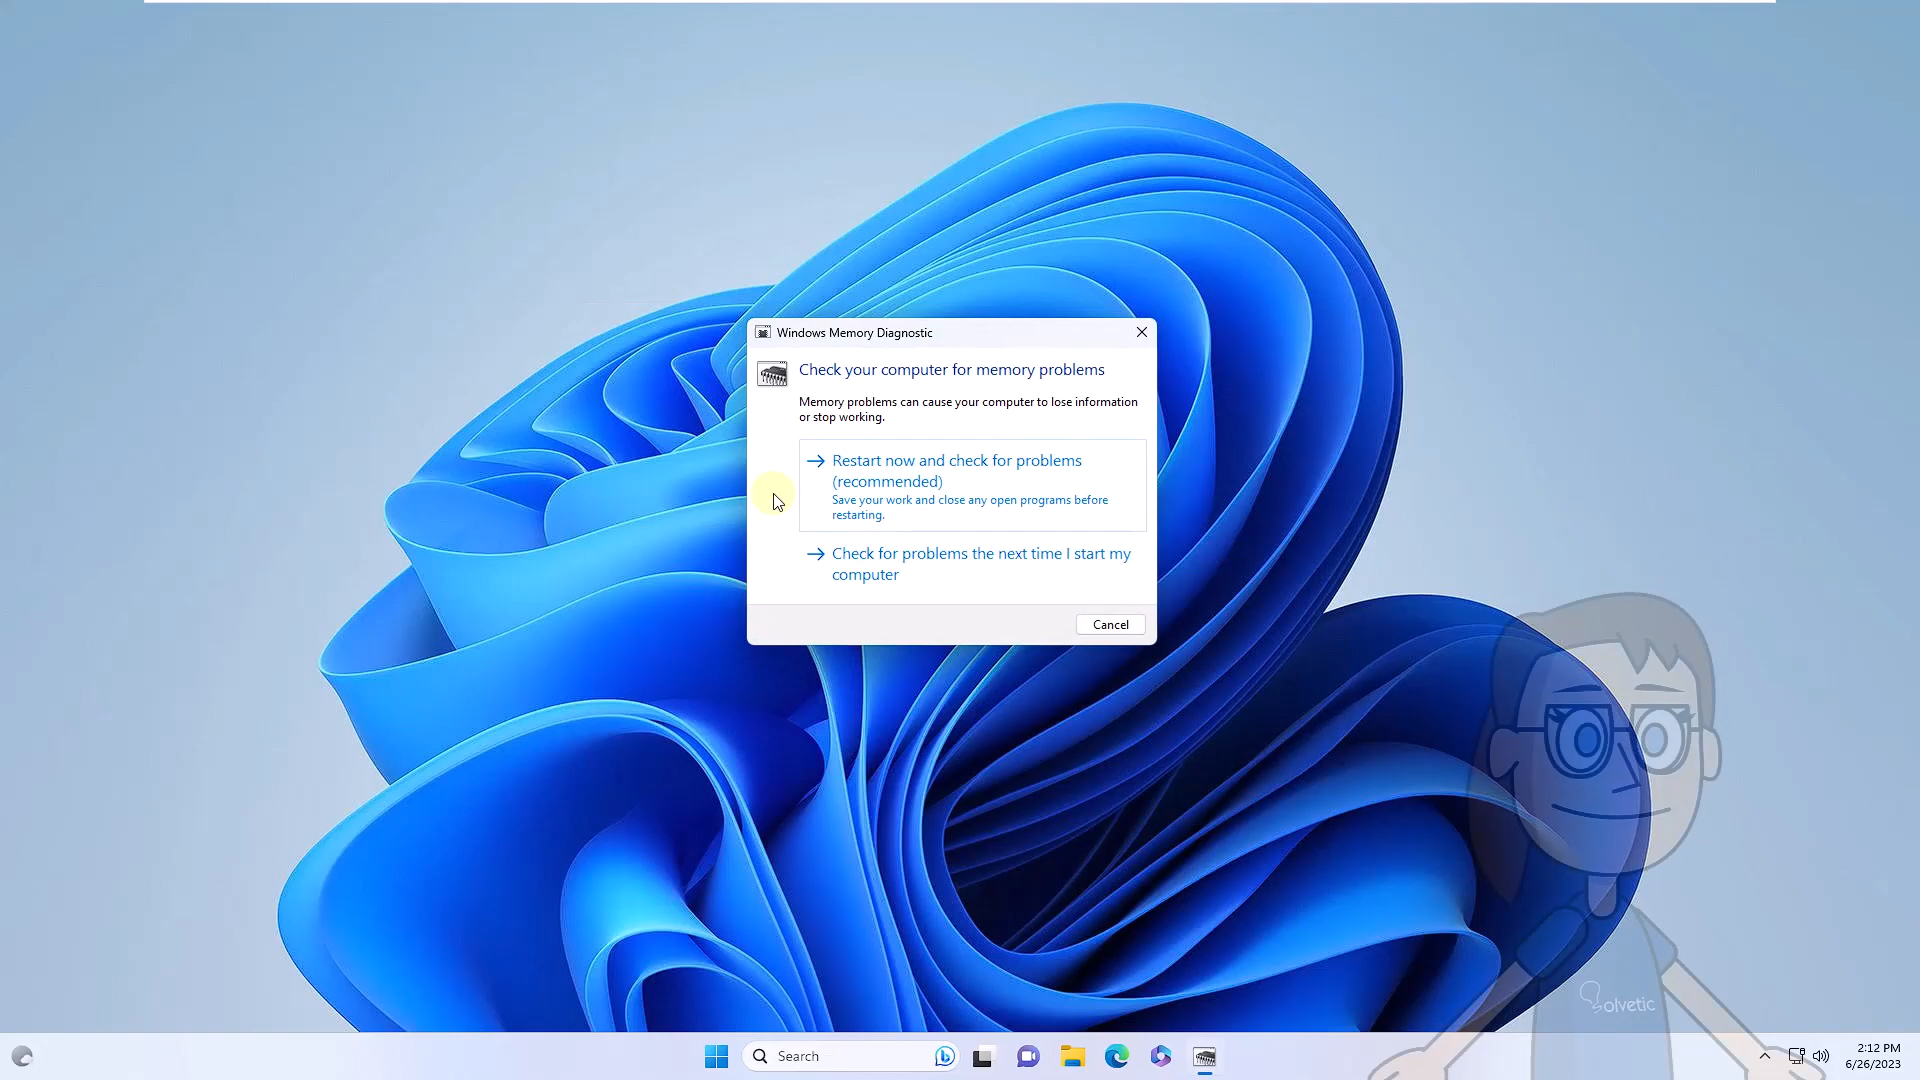 Windows Memory Diagnostic
Check your computer for memory problems
Memory problems can cause your computer to lose information
or stop working.
Restart now and check for problems
(recommended)
Save your work and close any open programs before
restarting.
Check for problems the next time I start my
computer
Cancel
Solvetic
Search
2:12 PM
6/26/2023